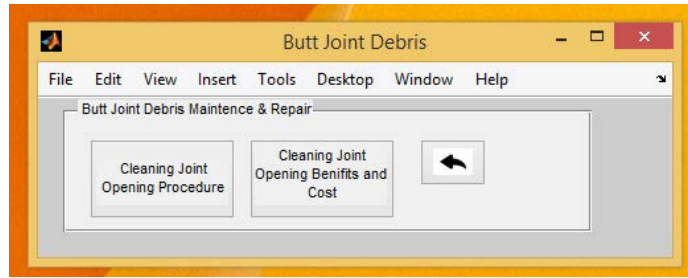 Butt Joint Debris
File Edit View Insert Tools Desktop Window Help
Butt Joint Debris Maintence & Repair
Cleaning Joint
Opening Procedure
Cleaning Joint
Opening Benifits and
Cost